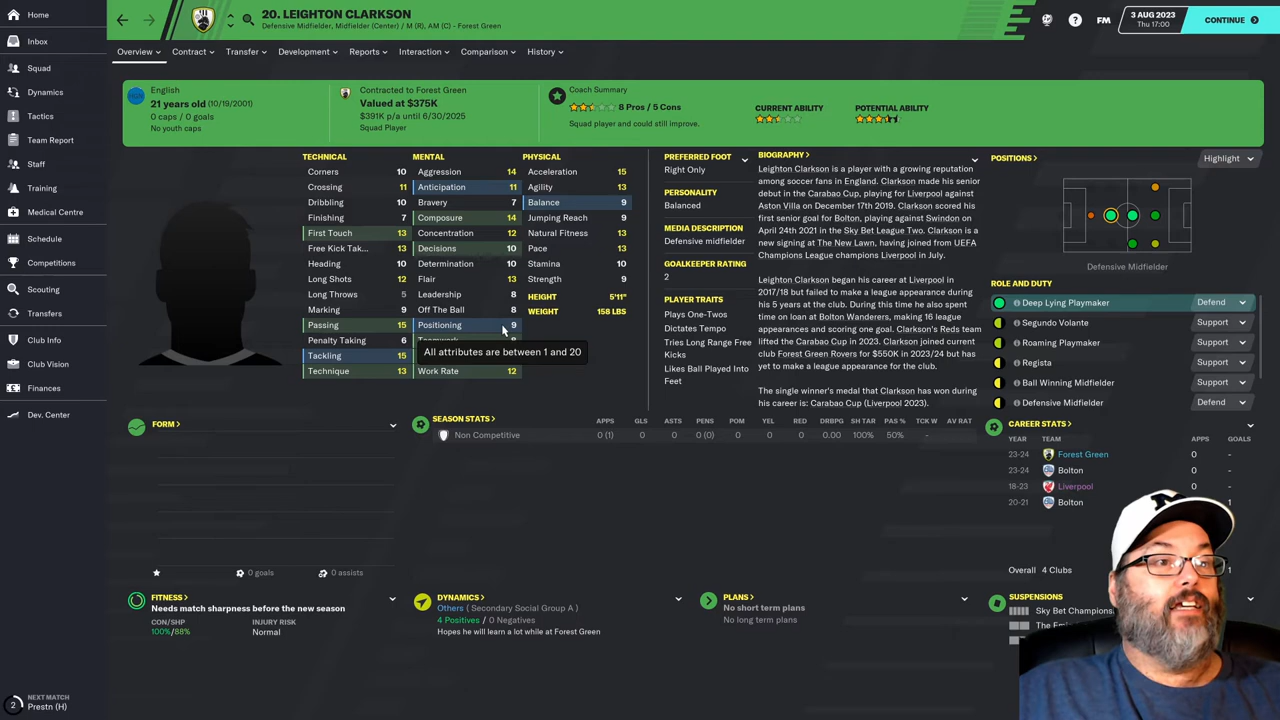 Home
Inbox
Squad
Dynamics
Tactics
Team Report
Staff
Training
Medical Centre
Schedule
Competitions
Scouting
Transfers
Club Info
Club Vision
Finances
Dev. Center
2
NEXT MATCH
Prestn (H)
20. LEIGHTON CLARKSON
Defensive Midfielder, Midfielder (Center) / M (R), AM (C) - Forest Green
FM
3 AUG 2023
Thu 17:00
CONTINUE
Overview
Contract
Transfer
Development
Reports
Interaction
Comparison
History
English
21 years old (10/19/2001)
0 caps / 0 goals
No youth caps
Contracted to Forest Green
Valued at $375K
$391K p/a until 6/30/2025
Squad Player
Coach Summary
8 Pros / 5 Cons
Squad player and could still improve.
CURRENT ABILITY
POTENTIAL ABILITY
TECHNICAL
Corners 10
Crossing 11
Dribbling 10
Finishing 7
First Touch 13
Free Kick Tak... 13
Heading 10
Long Shots 12
Long Throws 5
Marking 9
Passing 15
Penalty Taking 6
Tackling 15
Technique 13
MENTAL
Aggression 14
Anticipation 11
Bravery 7
Composure 14
Concentration 12
Decisions 10
Determination 10
Flair 13
Leadership 8
Off The Ball 8
Positioning 9
All attributes are between 1 and 20
Work Rate 12
PHYSICAL
Acceleration 15
Agility 13
Balance 9
Jumping Reach 9
Natural Fitness 13
Pace 13
Stamina 10
Strength 9
HEIGHT 5'11"
WEIGHT 158 LBS
PREFERRED FOOT
Right Only
PERSONALITY
Balanced
MEDIA DESCRIPTION
Defensive midfielder
GOALKEEPER RATING
2
PLAYER TRAITS
Plays One-Twos
Dictates Tempo
Tries Long Range Free
Kicks
Likes Ball Played Into
Feet
BIOGRAPHY
Leighton Clarkson is a player with a growing reputation
among soccer fans in England. Clarkson made his senior
debut in the Carabao Cup, playing for Liverpool against
Aston Villa on December 17th 2019. Clarkson scored his
first senior goal for Bolton, playing against Swindon on
April 24th 2021 in the Sky Bet League Two. Clarkson is a
new signing at The New Lawn, having joined from UEFA
Champions League champions Liverpool in July.
Leighton Clarkson began his career at Liverpool in
2017/18 but failed to make a league appearance during
his 5 years at the club. During this time he also spent
time on loan at Bolton Wanderers, making 16 league
appearances and scoring one goal. Clarkson's Reds team
lifted the Carabao Cup in 2023. Clarkson joined current
club Forest Green Rovers for $550K in 2023/24 but has
yet to make a league appearance for the club.
The single winner's medal that Clarkson has won during
his career is: Carabao Cup (Liverpool 2023).
POSITIONS
Highlight
Defensive Midfielder
ROLE AND DUTY
Deep Lying Playmaker Defend
Segundo Volante Support
Roaming Playmaker Support
Regista Support
Ball Winning Midfielder Support
Defensive Midfielder Defend
FORM
0 goals
0 assists
SEASON STATS
APPS GLS ASTS PENS POM YEL RED DRBPG SH TAR PAS % TCK W AV RAT
Non Competitive 0 (1) 0 0 0 (0) 0 0 0 0.00 100% 50% - -
CAREER STATS
YEAR TEAM APPS GOALS
23-24 Forest Green 0 -
23-24 Bolton 0 -
18-23 Liverpool 0 -
20-21 Bolton
Overall 4 Clubs 1
FITNESS
Needs match sharpness before the new season
CON/SHP
100%/88%
INJURY RISK
Normal
DYNAMICS
Others (Secondary Social Group A)
4 Positives / 0 Negatives
Hopes he will learn a lot while at Forest Green
PLANS
No short term plans
No long term plans
SUSPENSIONS
Sky Bet Champions